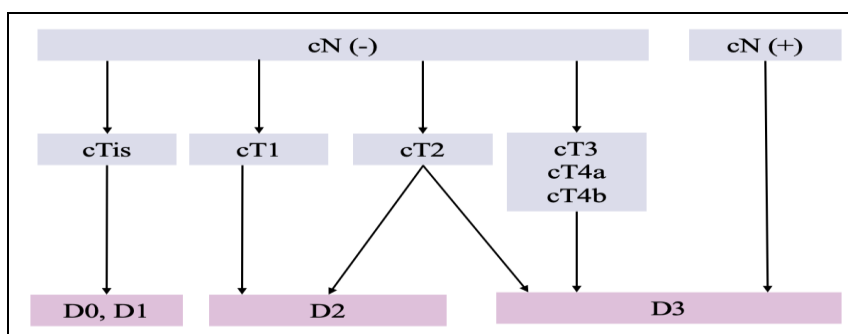 cN (-)
cN (+)
cTis
cT1
cT2
cT3
cT4a
cT4b
D0, D1
D2
D3